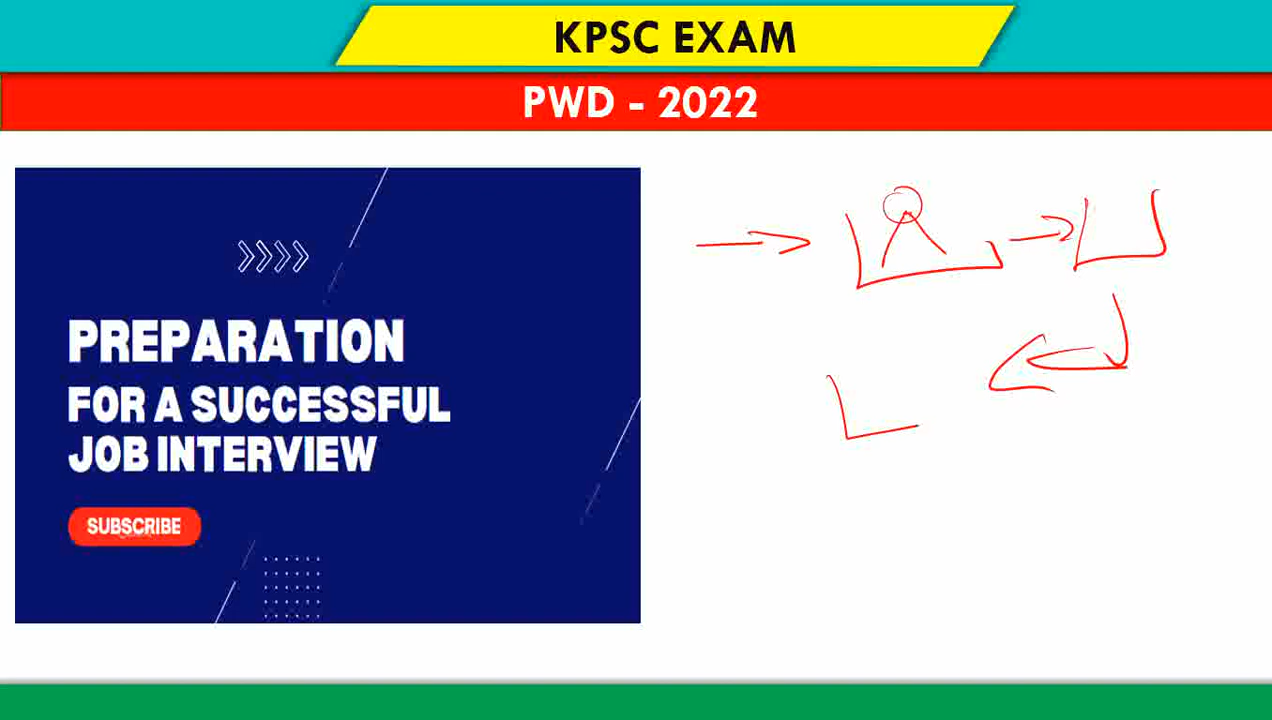 KPSC EXAM
PWD - 2022
PREPARATION
FOR A SUCCESSFUL
JOB INTERVIEW
SUBSCRIBE